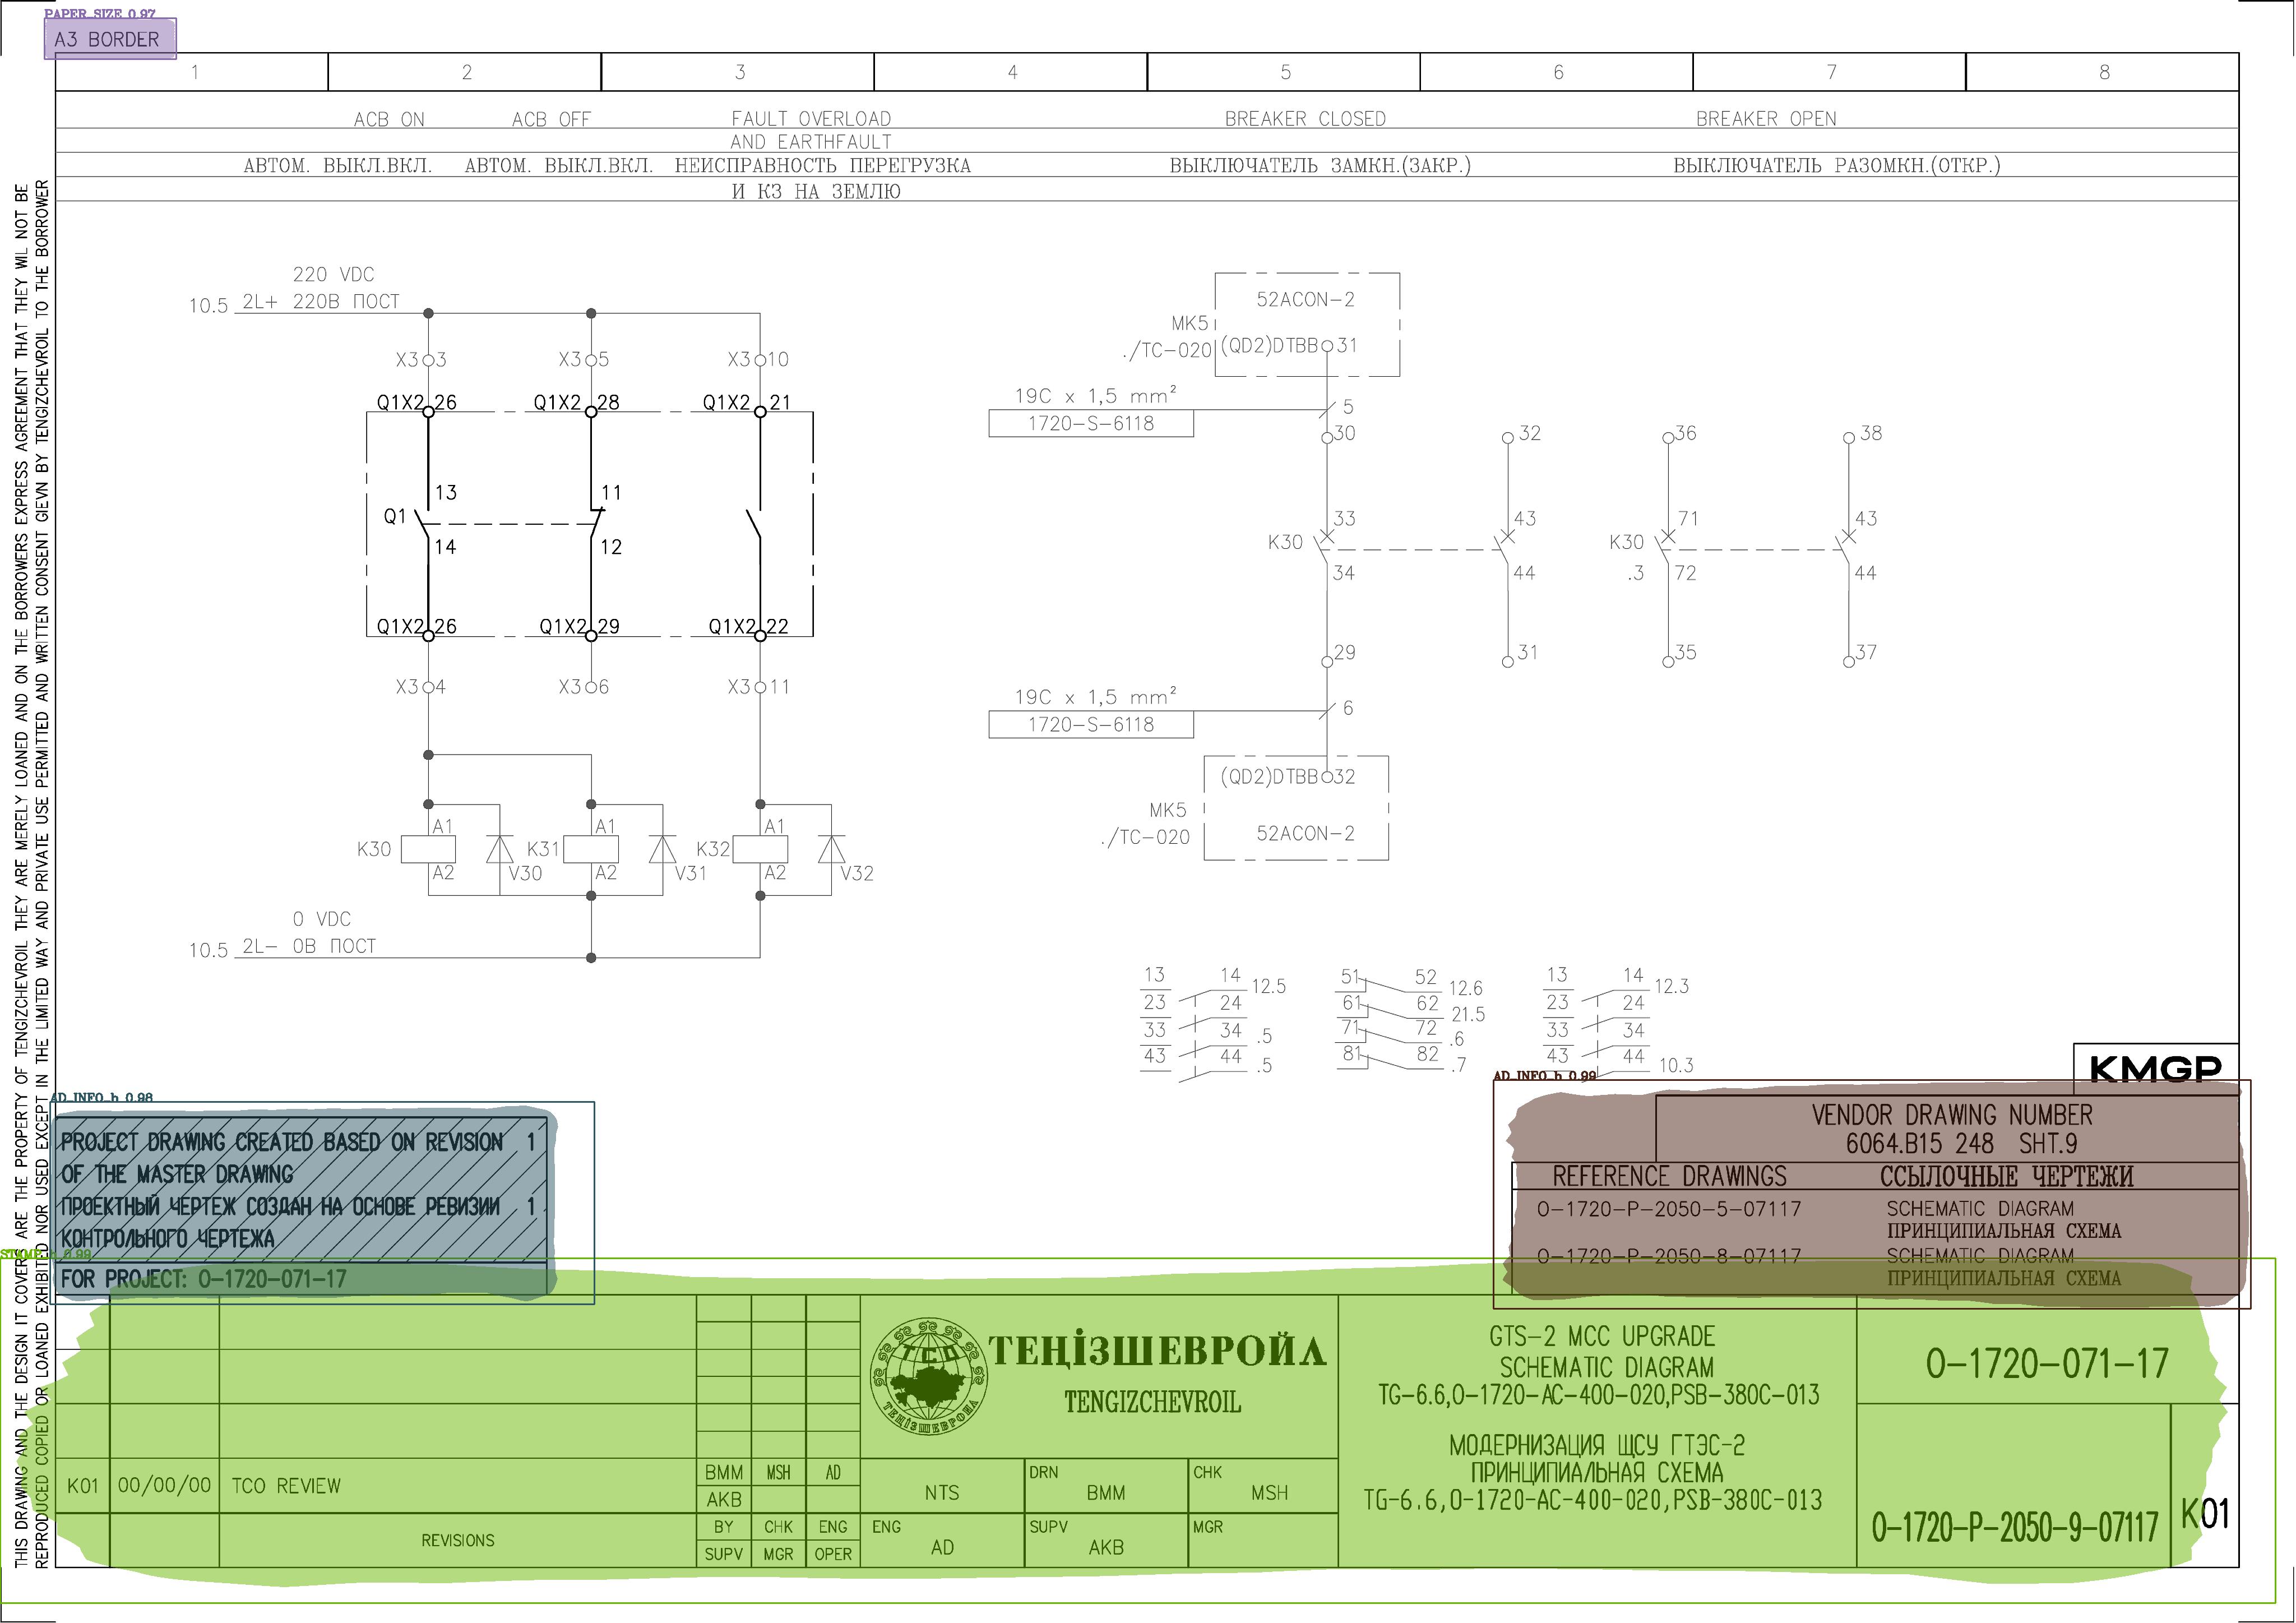 PAPER_SIZE 0.97
A3 BORDER
1 2 3 4 5 6 7 8
ACB ON ACB OFF FAULT OVERLOAD BREAKER CLOSED BREAKER OPEN
AND EARTHFAULT
АВТОМ. ВЫКЛ.ВКЛ. АВТОМ. ВЫКЛ.ВКЛ. НЕИСПРАВНОСТЬ ПЕРЕГРУЗКА ВЫКЛЮЧАТЕЛЬ ЗАМКН.(ЗАКР.) ВЫКЛЮЧАТЕЛЬ РАЗОМКН.(ОТКР.)
И КЗ НА ЗЕМЛЮ
THIS DRAWING AND THE DESIGN IT COVERS ARE THE PROPERTY OF TENGIZCHEVROIL THEY ARE MERELY LOANED AND ON THE BORROWERS EXPRESS AGREEMENT THAT THEY WIL NOT BE
REPRODUCED COPIED OR LOANED EXHIBITED NOR USED EXCEPT IN THE LIMITED WAY AND PRIVATE USE PERMITTED AND WRITTEN CONSENT GIEVN BY TENGIZCHEVROIL TO THE BORROWER
220 VDC
10.5 2L+ 220В ПОСТ
X3 3 X3 5 X3 10
Q1X2 26 Q1X2 28 Q1X2 21
13 11
Q1
14 12
Q1X2 26 Q1X2 29 Q1X2 22
X3 4 X3 6 X3 11
A1 A1 A1
K30 K31 K32
A2 V30 A2 V31 A2 V32
0 VDC
10.5 2L- 0В ПОСТ
52ACON-2
MK5
./TC-020 (QD2)DTBB 31
19C x 1,5 mm²
1720-S-6118
5
30 32 36 38
33 43 71 43
K30 K30
34 44 .3 72 44
29 31 35 37
19C x 1,5 mm²
1720-S-6118
6
(QD2)DTBB 32
MK5
./TC-020 52ACON-2
13 14 12.5 51 52 12.6 13 14 12.3
23 24 61 62 21.5 23 24
33 34 .5 71 72 .6 33 34
43 44 .5 81 82 .7 43 44 10.3
KMGP
AD_INFO_h 0.98
PROJECT DRAWING CREATED BASED ON REVISION 1
OF THE MASTER DRAWING
ПРОЕКТНЫЙ ЧЕРТЕЖ СОЗДАН НА ОСНОВЕ РЕВИЗИИ 1
КОНТРОЛЬНОГО ЧЕРТЕЖА
FOR PROJECT: O-1720-071-17
AD_INFO_h 0.99
VENDOR DRAWING NUMBER
6064.B15 248 SHT.9
REFERENCE DRAWINGS ССЫЛОЧНЫЕ ЧЕРТЕЖИ
O-1720-P-2050-5-07117 SCHEMATIC DIAGRAM
ПРИНЦИПИАЛЬНАЯ СХЕМА
O-1720-P-2050-8-07117 SCHEMATIC DIAGRAM
ПРИНЦИПИАЛЬНАЯ СХЕМА
K01 00/00/00 TCO REVIEW BMM MSH AD
AKB
REVISIONS
BY CHK ENG
SUPV MGR OPER
TCO
ТЕҢІЗШЕВРОЙЛ
ТЕҢІЗШЕВРОЙЛ
TENGIZCHEVROIL
NTS
DRN BMM
CHK MSH
ENG AD
SUPV AKB
MGR
GTS-2 MCC UPGRADE
SCHEMATIC DIAGRAM
TG-6.6,O-1720-AC-400-020,PSB-380C-013
МОДЕРНИЗАЦИЯ ЩСУ ГТЭС-2
ПРИНЦИПИАЛЬНАЯ СХЕМА
TG-6.6,O-1720-AC-400-020,PSB-380C-013
O-1720-071-17
O-1720-P-2050-9-07117 K01